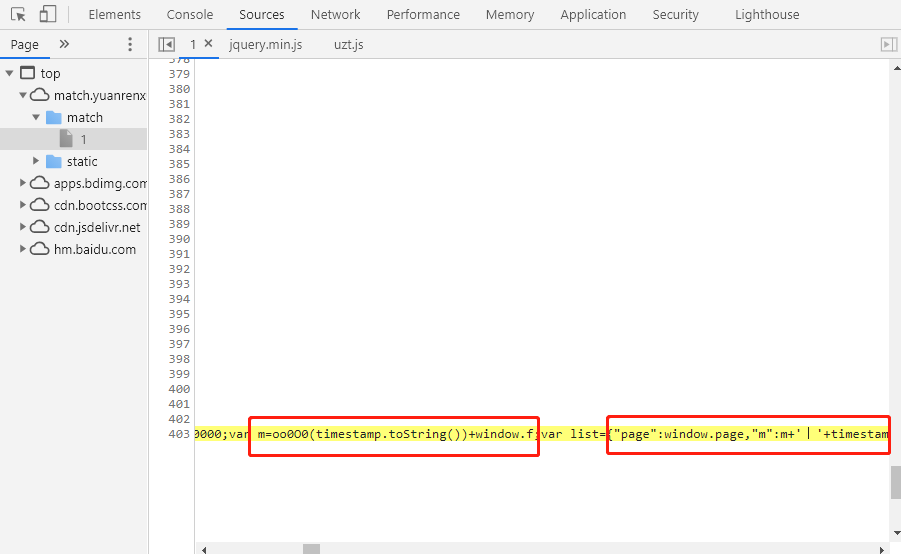 Elements Console Sources Network Performance Memory Application Security Lighthouse
Page » 1 × jquery.min.js uzt.js
top
match.yuanrenx
match
1
static
apps.bdimg.com
cdn.bootcss.com
cdn.jsdelivr.net
hm.baidu.com
378
379
380
381
382
383
384
385
386
387
388
389
390
391
392
393
394
395
396
397
398
399
400
401
402
403 0000;var m=oo0O0(timestamp.toString())+window.f;var list={"page":window.page,"m":m+'丨'+timestam